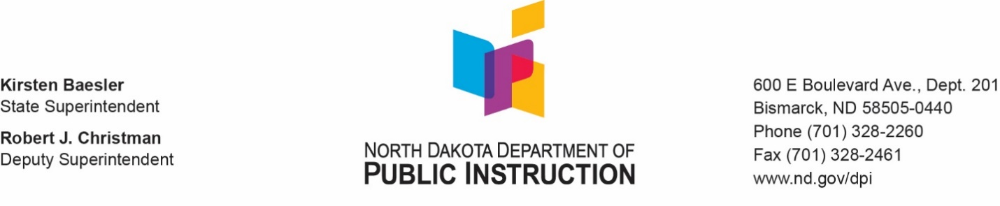 Kirsten Baesler
State Superintendent
Robert J. Christman
Deputy Superintendent
NORTH DAKOTA DEPARTMENT OF
PUBLIC INSTRUCTION
600 E Boulevard Ave., Dept. 201
Bismarck, ND 58505-0440
Phone (701) 328-2260
Fax (701) 328-2461
www.nd.gov/dpi